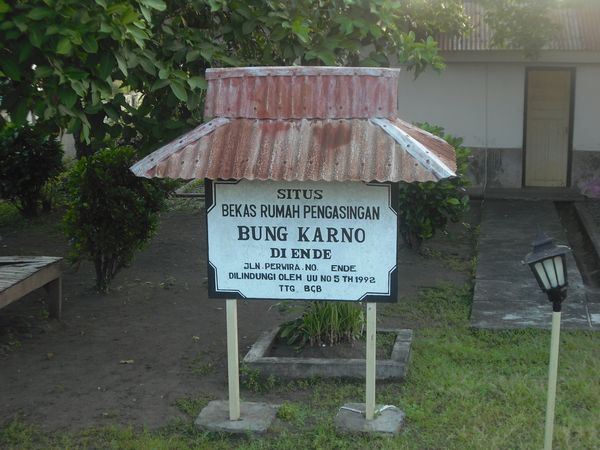 SITUS
BEKAS RUMAH PENGASINGAN
BUNG KARNO
DI ENDE
JLN. PERWIRA. NO. ENDE
DILINDUNGI OLEH UU NO 5 TH 1992
TTG BCB